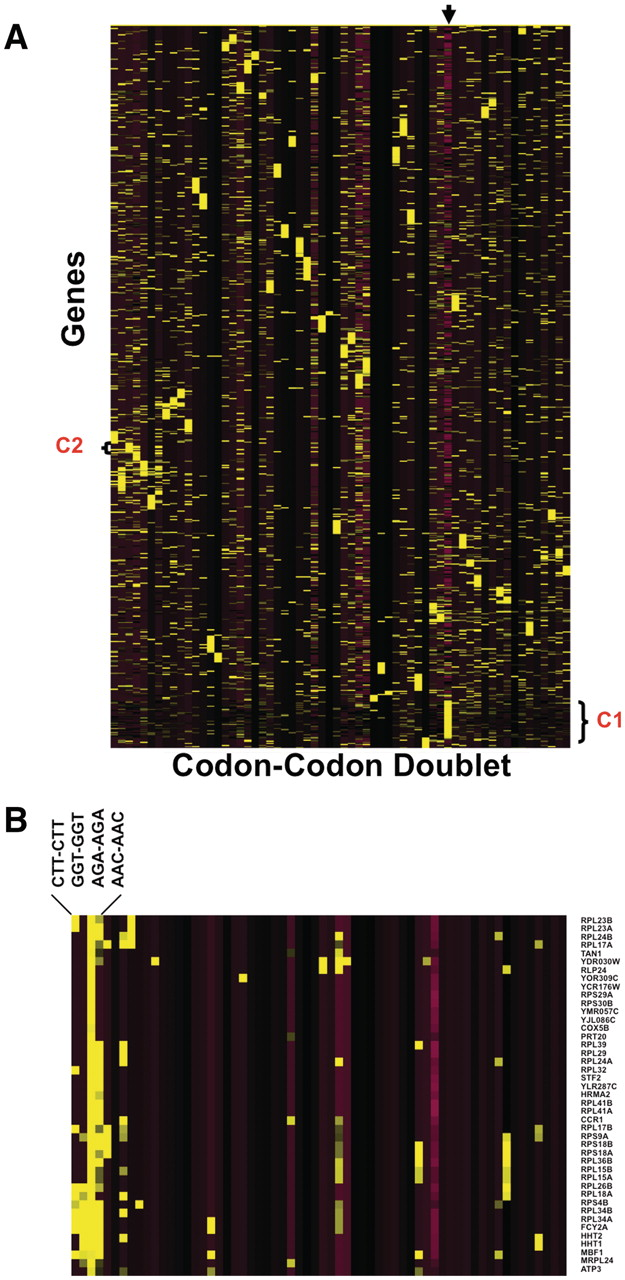 A
Genes
C2
C1
Codon-Codon Doublet
B
CTT-CTT
GGT-GGT
AGA-AGA
AAC-AAC
RPL23B
RPL23A
RPL24B
RPL17A
TAN1
YDR030W
RLP24
YOR309C
YCR176W
RPS29A
RPS30B
YMR057C
YJL086C
COX5B
PRT20
RPL39
RPL29
RPL24A
RPL32
STF2
YLR287C
HRMA2
RPL41B
RPL41A
CCR1
RPL17B
RPS9A
RPS18B
RPS18A
RPL36B
RPL15B
RPL15A
RPL26B
RPL18A
RPS4B
RPL34B
RPL34A
FCY2A
HHT2
HHT1
MBF1
MRPL24
ATP3